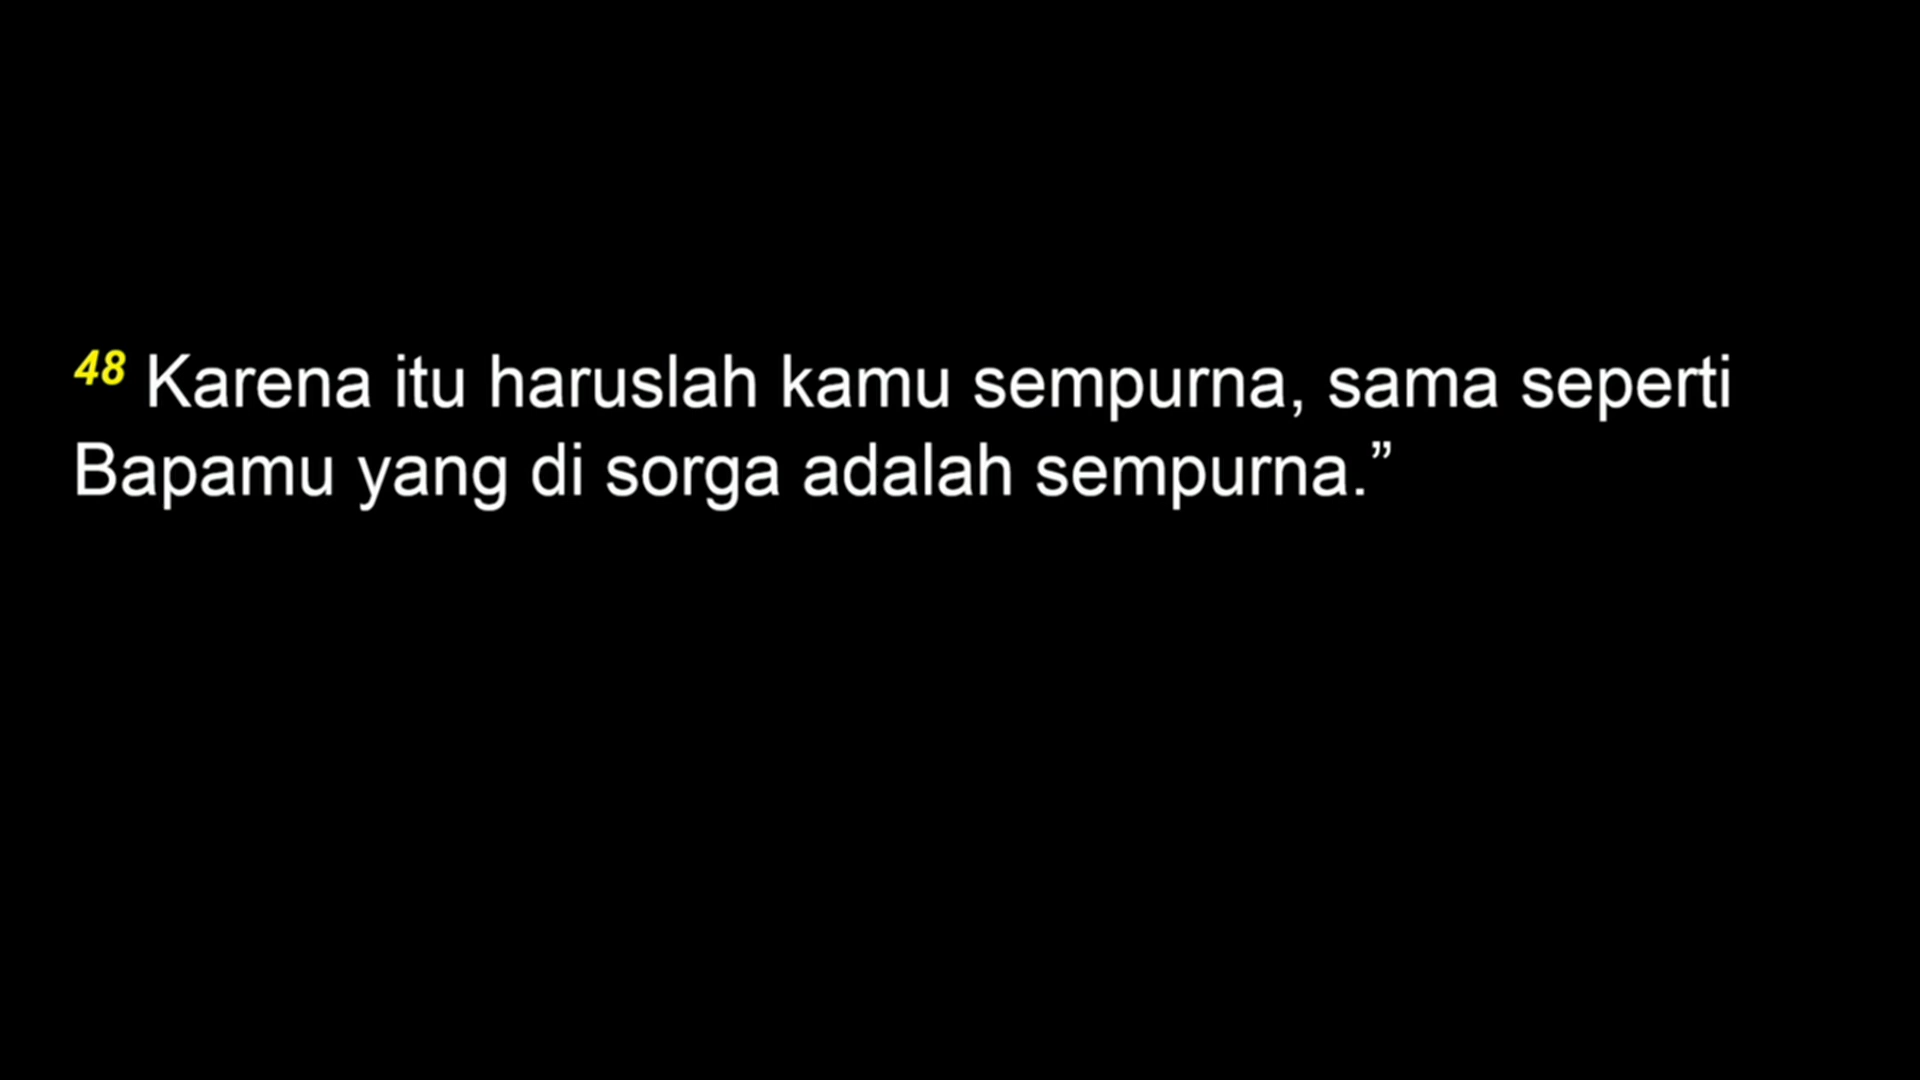 48 Karena itu haruslah kamu sempurna, sama seperti
Bapamu yang di sorga adalah sempurna.”